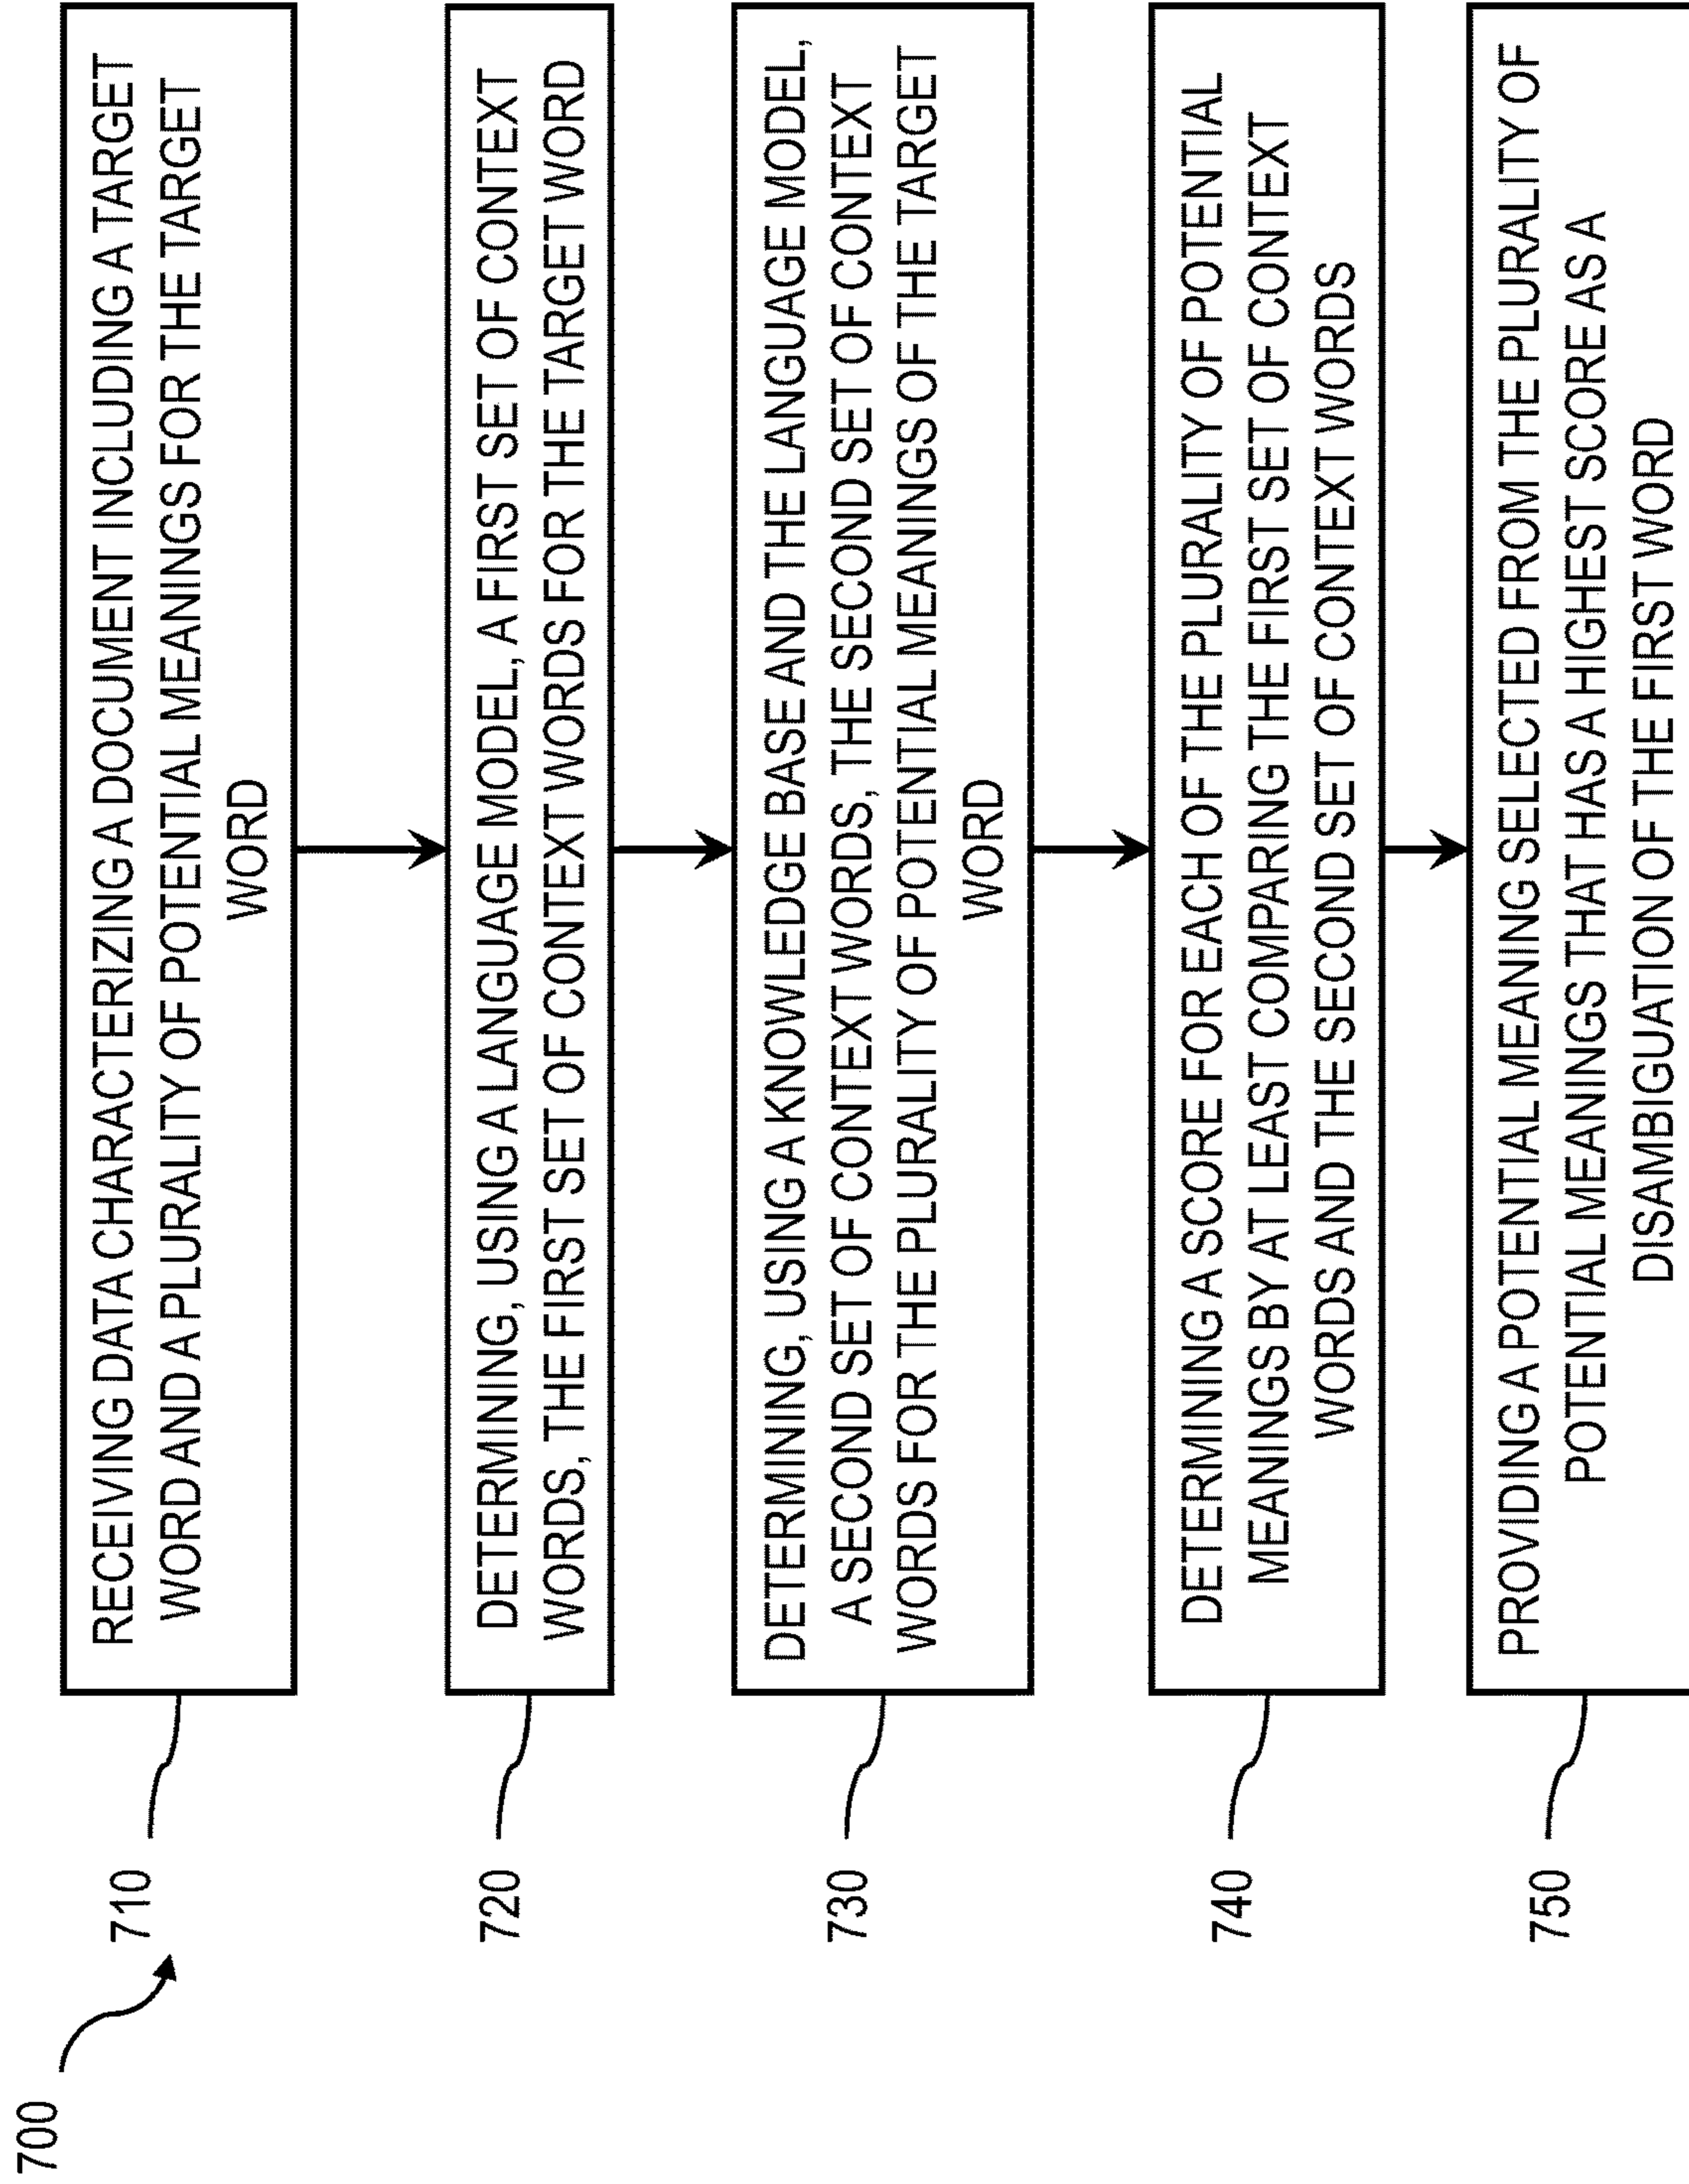 700
710
RECEIVING DATA CHARACTERIZING A DOCUMENT INCLUDING A TARGET
WORD AND A PLURALITY OF POTENTIAL MEANINGS FOR THE TARGET
WORD
720
DETERMINING, USING A LANGUAGE MODEL, A FIRST SET OF CONTEXT
WORDS, THE FIRST SET OF CONTEXT WORDS FOR THE TARGET WORD
730
DETERMINING, USING A KNOWLEDGE BASE AND THE LANGUAGE MODEL,
A SECOND SET OF CONTEXT WORDS, THE SECOND SET OF CONTEXT
WORDS FOR THE PLURALITY OF POTENTIAL MEANINGS OF THE TARGET
WORD
740
DETERMINING A SCORE FOR EACH OF THE PLURALITY OF POTENTIAL
MEANINGS BY AT LEAST COMPARING THE FIRST SET OF CONTEXT
WORDS AND THE SECOND SET OF CONTEXT WORDS
750
PROVIDING A POTENTIAL MEANING SELECTED FROM THE PLURALITY OF
POTENTIAL MEANINGS THAT HAS A HIGHEST SCORE AS A
DISAMBIGUATION OF THE FIRST WORD